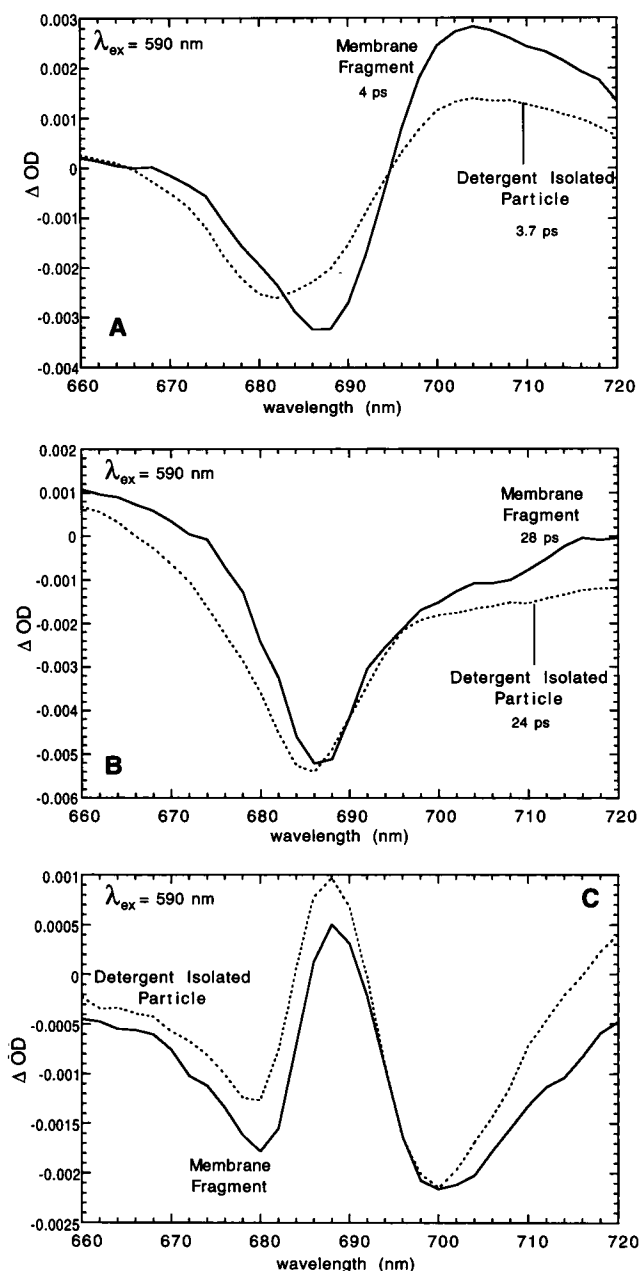 0.003
0.002
0.001
0
-0.001
-0.002
-0.003
-0.004
Δ OD
λex = 590 nm
Membrane
Fragment
4 ps
Detergent Isolated
Particle
3.7 ps
A
660 670 680 690 700 710 720
wavelength (nm)
0.002
0.001
0
-0.001
-0.002
-0.003
-0.004
-0.005
-0.006
Δ OD
λex = 590 nm
Membrane
Fragment
28 ps
Detergent Isolated
Particle
24 ps
B
660 670 680 690 700 710 720
wavelength (nm)
0.001
0.0005
0
-0.0005
-0.001
-0.0015
-0.002
-0.0025
Δ OD
λex = 590 nm
C
Detergent Isolated
Particle
Membrane
Fragment
660 670 680 690 700 710 720
wavelength (nm)